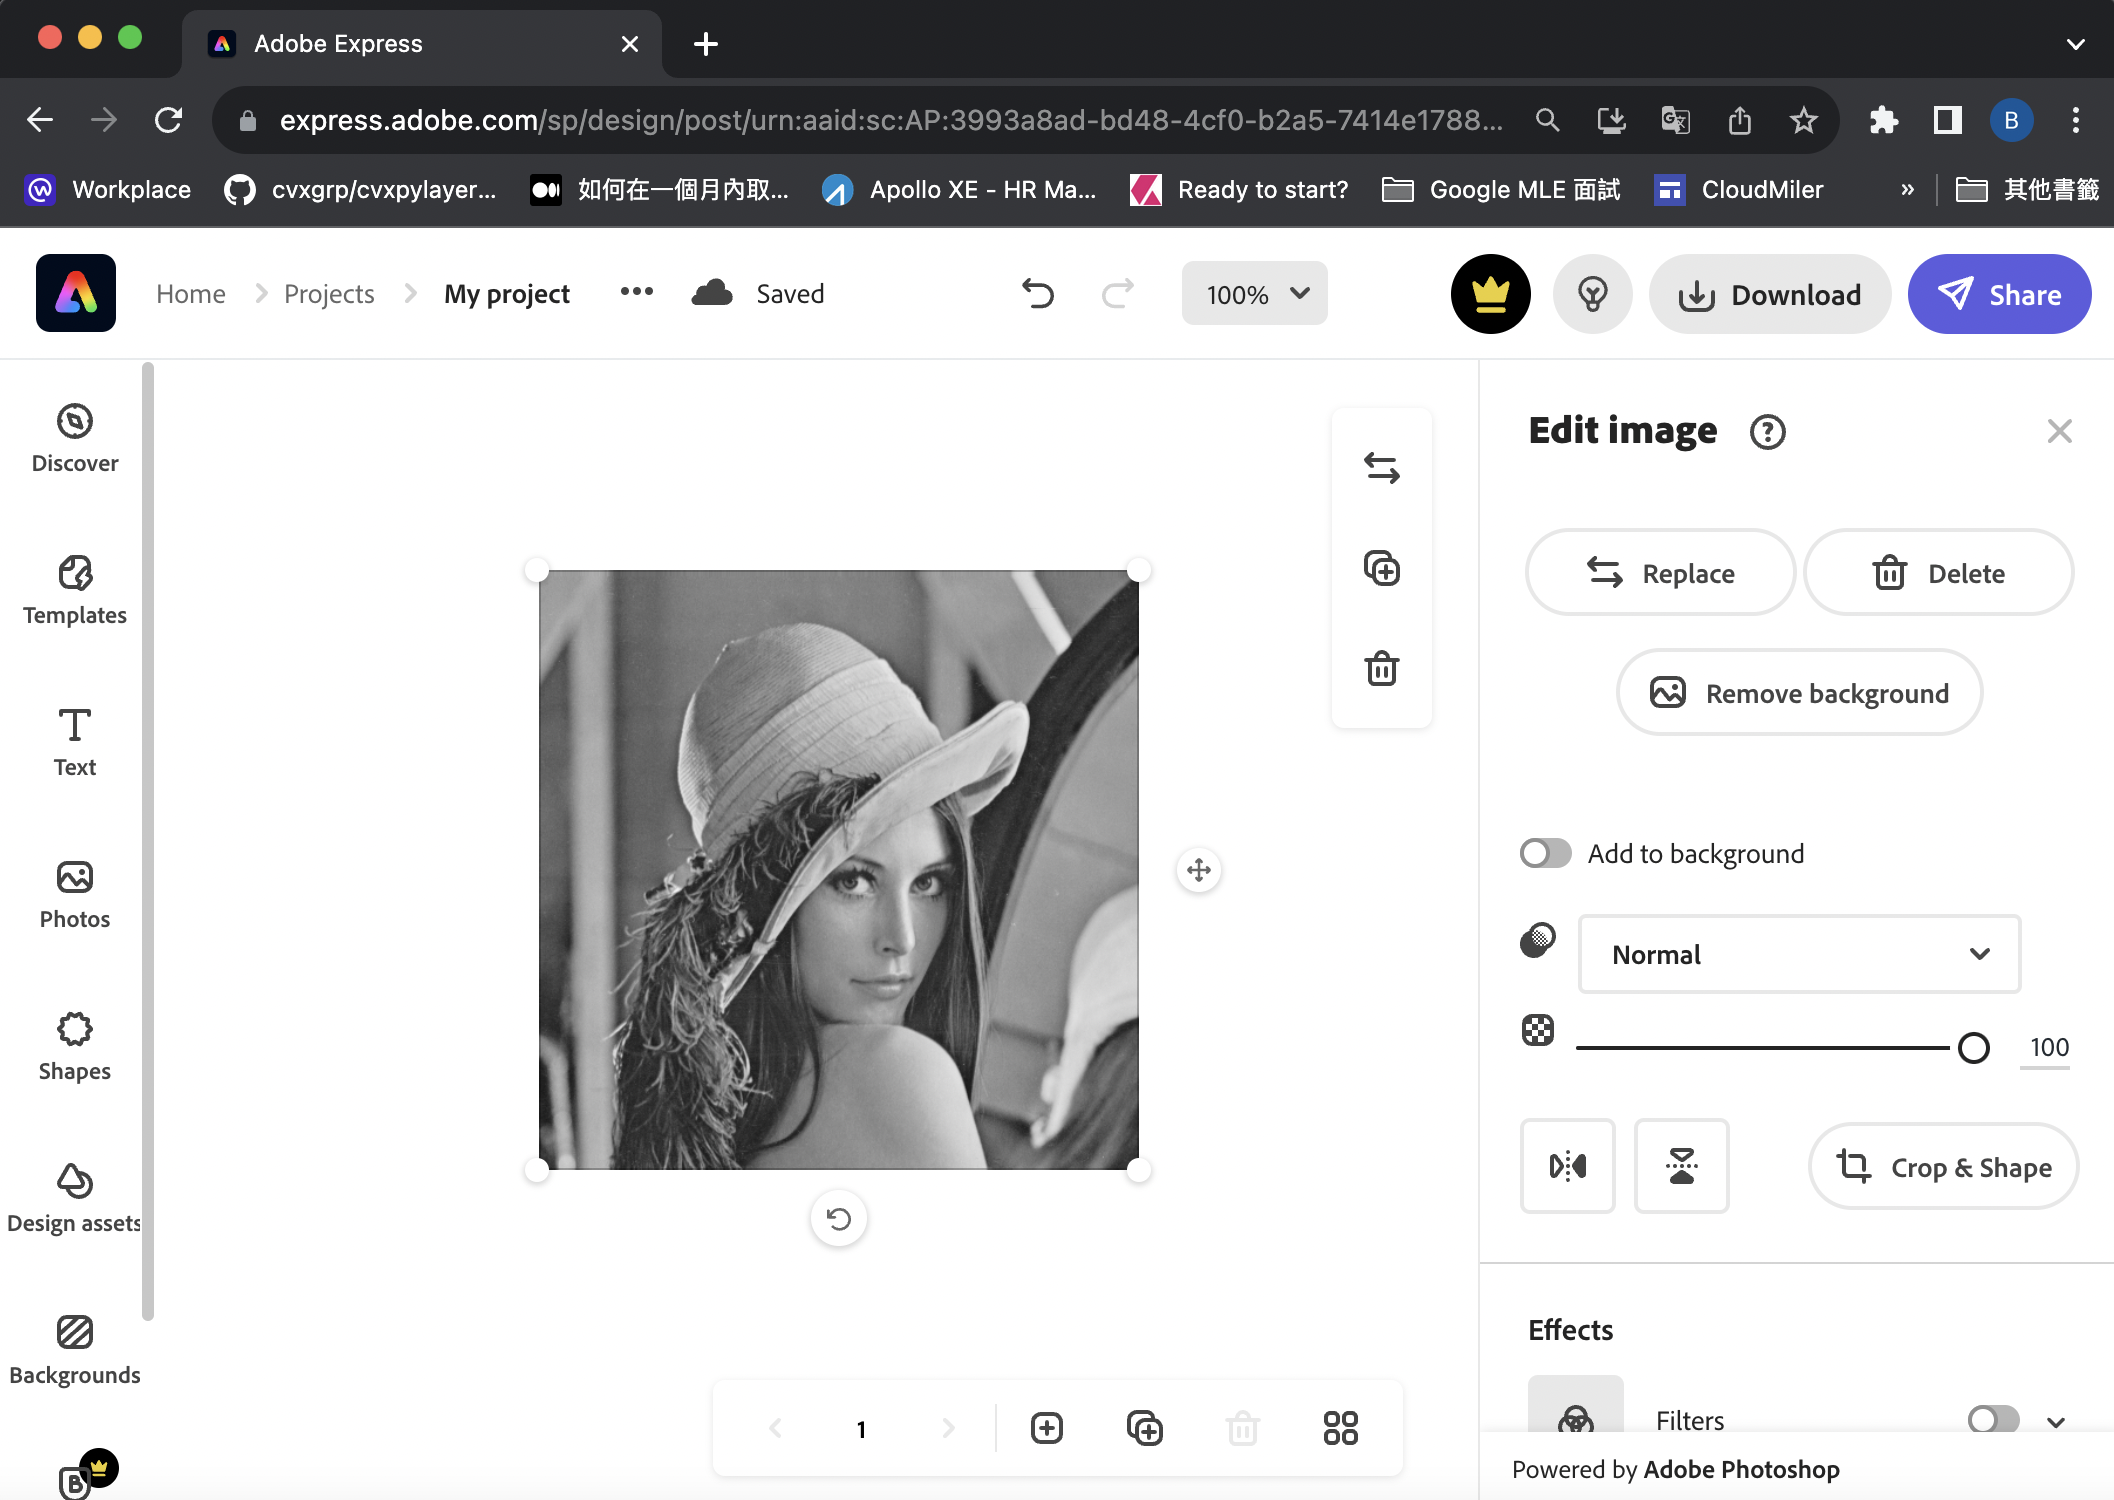 Adobe Express
express.adobe.com/sp/design/post/urn:aaid:sc:AP:3993a8ad-bd48-4cf0-b2a5-7414e1788...
B
Workplace
cvxgrp/cvxpylayer...
如何在一個月內取...
Apollo XE - HR Ma...
Ready to start?
Google MLE 面試
CloudMiler
»
其他書籤
Home
Projects
My project
Saved
100%
Download
Share
Discover
Templates
Text
Photos
Shapes
Design assets
Backgrounds
B
1
Edit image
Replace
Delete
Remove background
Add to background
Normal
100
Crop & Shape
Effects
Filters
Powered by Adobe Photoshop